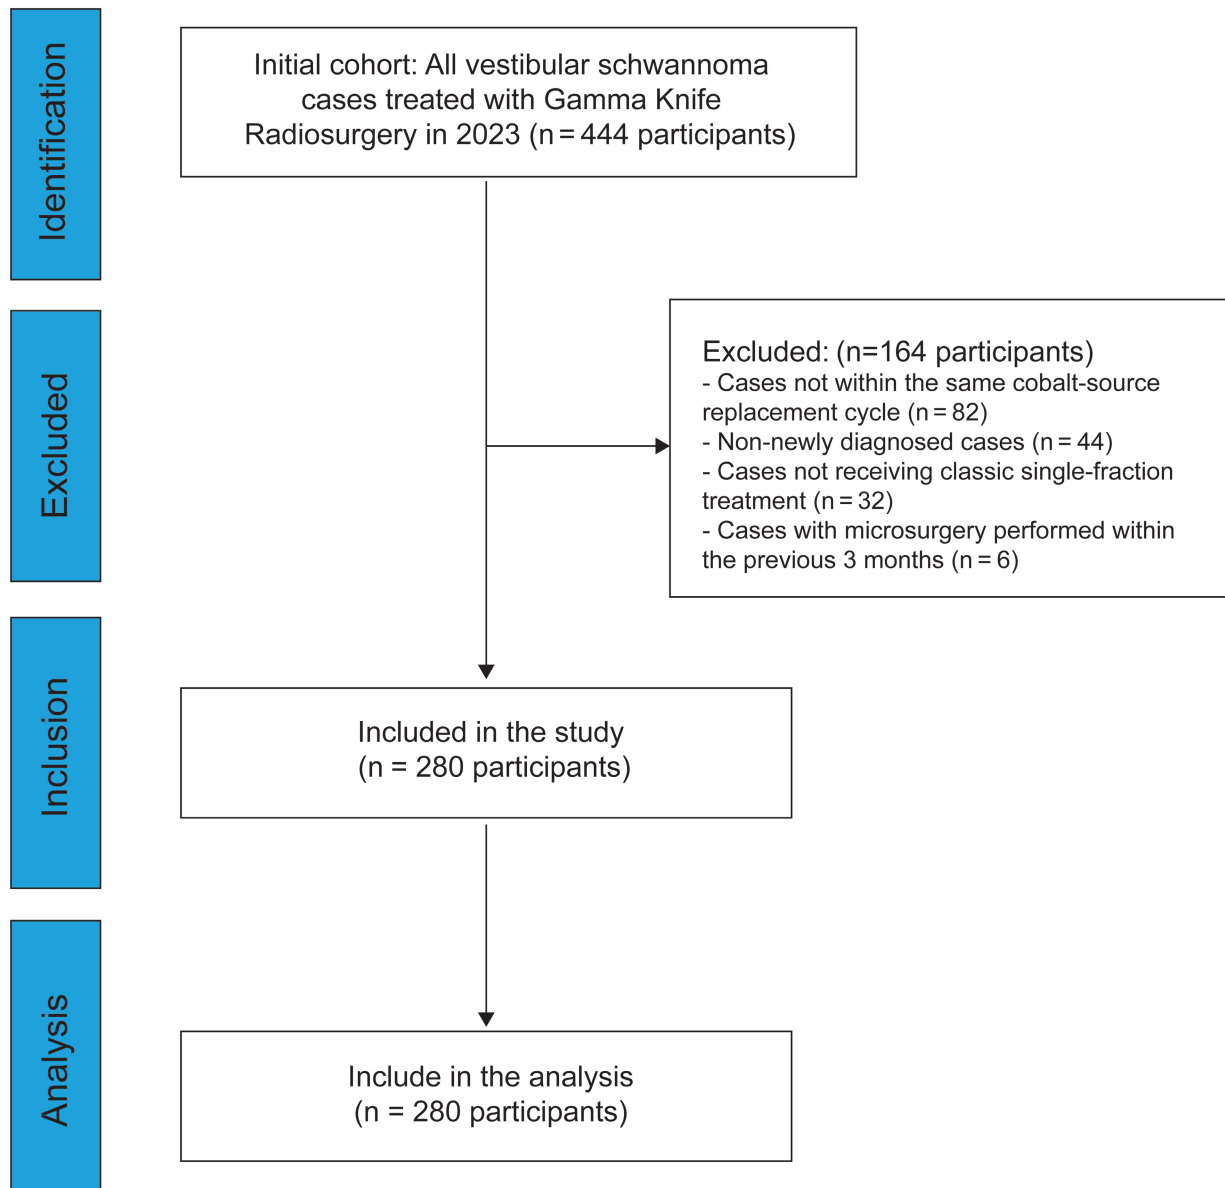 Identification
Initial cohort: All vestibular schwannoma
cases treated with Gamma Knife
Radiosurgery in 2023 (n = 444 participants)
Excluded
Excluded: (n=164 participants)
- Cases not within the same cobalt-source
replacement cycle (n = 82)
- Non-newly diagnosed cases (n = 44)
- Cases not receiving classic single-fraction
treatment (n = 32)
- Cases with microsurgery performed within
the previous 3 months (n = 6)
Inclusion
Included in the study
(n = 280 participants)
Analysis
Include in the analysis
(n = 280 participants)